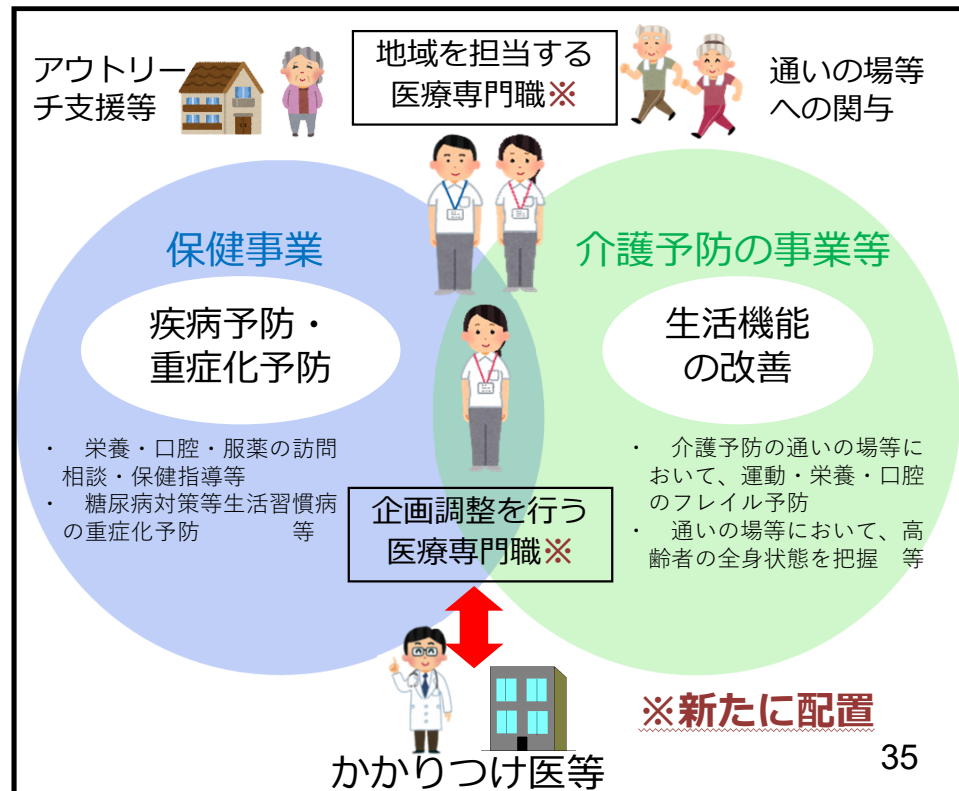 アウトリー
チ支援等
地域を担当する
医療専門職※
通いの場等
への関与
保健事業
疾病予防・
重症化予防
・　栄養・口腔・服薬の訪問
相談・保健指導等
・　糖尿病対策等生活習慣病
の重症化予防　　　　等
介護予防の事業等
生活機能
の改善
・　介護予防の通いの場等に
おいて、運動・栄養・口腔
のフレイル予防
・　通いの場等において、高
齢者の全身状態を把握　等
企画調整を行う
医療専門職※
かかりつけ医等
※新たに配置
35